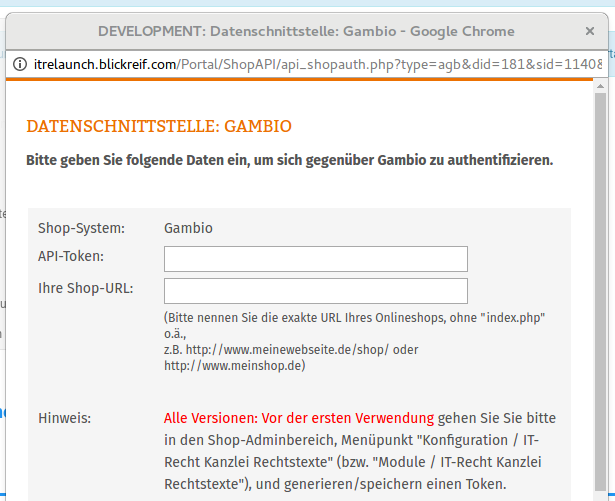 DEVELOPMENT: Datenschnittstelle: Gambio - Google Chrome
itrelaunch.blickreif.com/Portal/ShopAPI/api_shopauth.php?type=agb&did=181&sid=11408
DATENSCHNITTSTELLE: GAMBIO
Bitte geben Sie folgende Daten ein, um sich gegenüber Gambio zu authentifizieren.
Shop-System: Gambio
API-Token:
Ihre Shop-URL:
(Bitte nennen Sie die exakte URL Ihres Onlineshops, ohne "index.php"
o.ä.,
z.B. http://www.meinewebseite.de/shop/ oder
http://www.meinshop.de)
Hinweis: Alle Versionen: Vor der ersten Verwendung gehen Sie Sie bitte
in den Shop-Adminbereich, Menüpunkt "Konfiguration / IT-
Recht Kanzlei Rechtstexte" (bzw. "Module / IT-Recht Kanzlei
Rechtstexte"), und generieren/speichern einen Token.